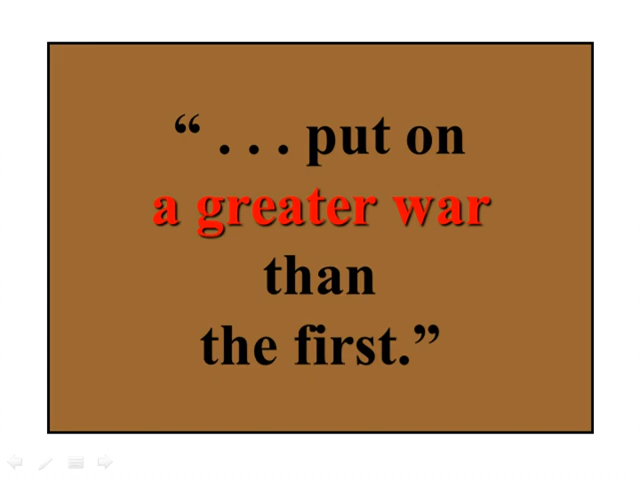 “ . . . put on
a greater war
than
the first.”